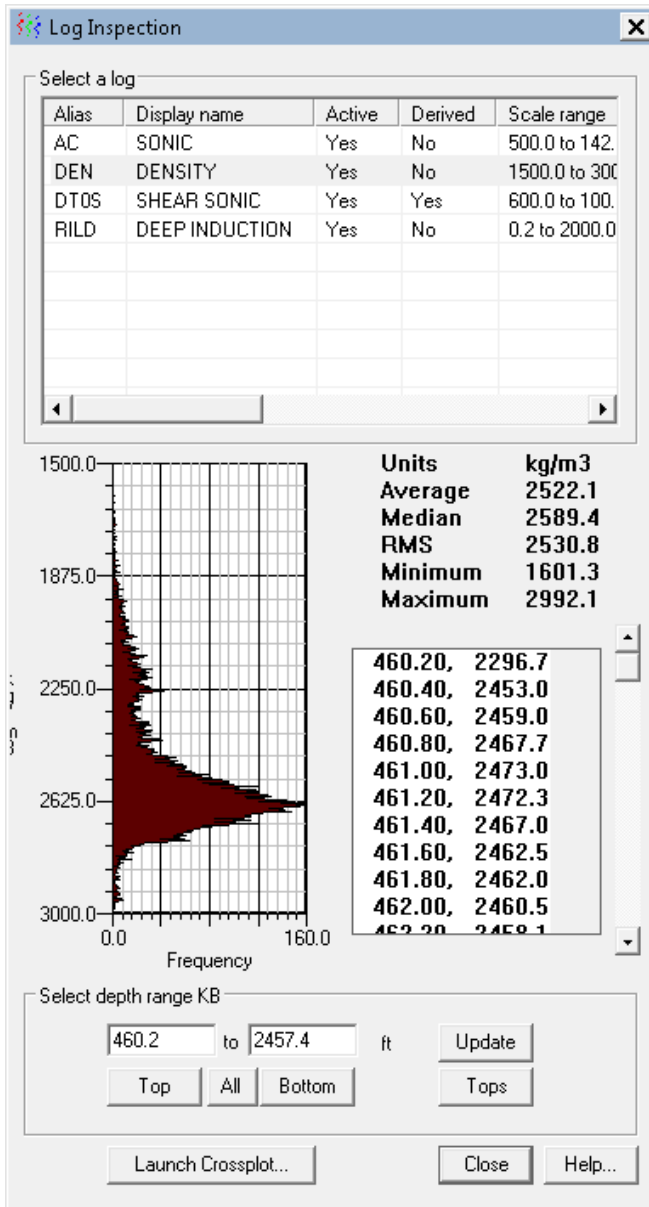 Log Inspection
Select a log
Alias Display name Active Derived Scale range
AC SONIC Yes No 500.0 to 142.
DEN DENSITY Yes No 1500.0 to 300
DT0S SHEAR SONIC Yes Yes 600.0 to 100.
RILD DEEP INDUCTION Yes No 0.2 to 2000.0
1500.0
1875.0
2250.0
2625.0
3000.0
0.0 160.0
Frequency
Units kg/m3
Average 2522.1
Median 2589.4
RMS 2530.8
Minimum 1601.3
Maximum 2992.1
460.20, 2296.7
460.40, 2453.0
460.60, 2459.0
460.80, 2467.7
461.00, 2473.0
461.20, 2472.3
461.40, 2467.0
461.60, 2462.5
461.80, 2462.0
462.00, 2460.5
462.20 2458.1
Select depth range KB
460.2 to 2457.4 ft Update
Top All Bottom Tops
Launch Crossplot... Close Help...